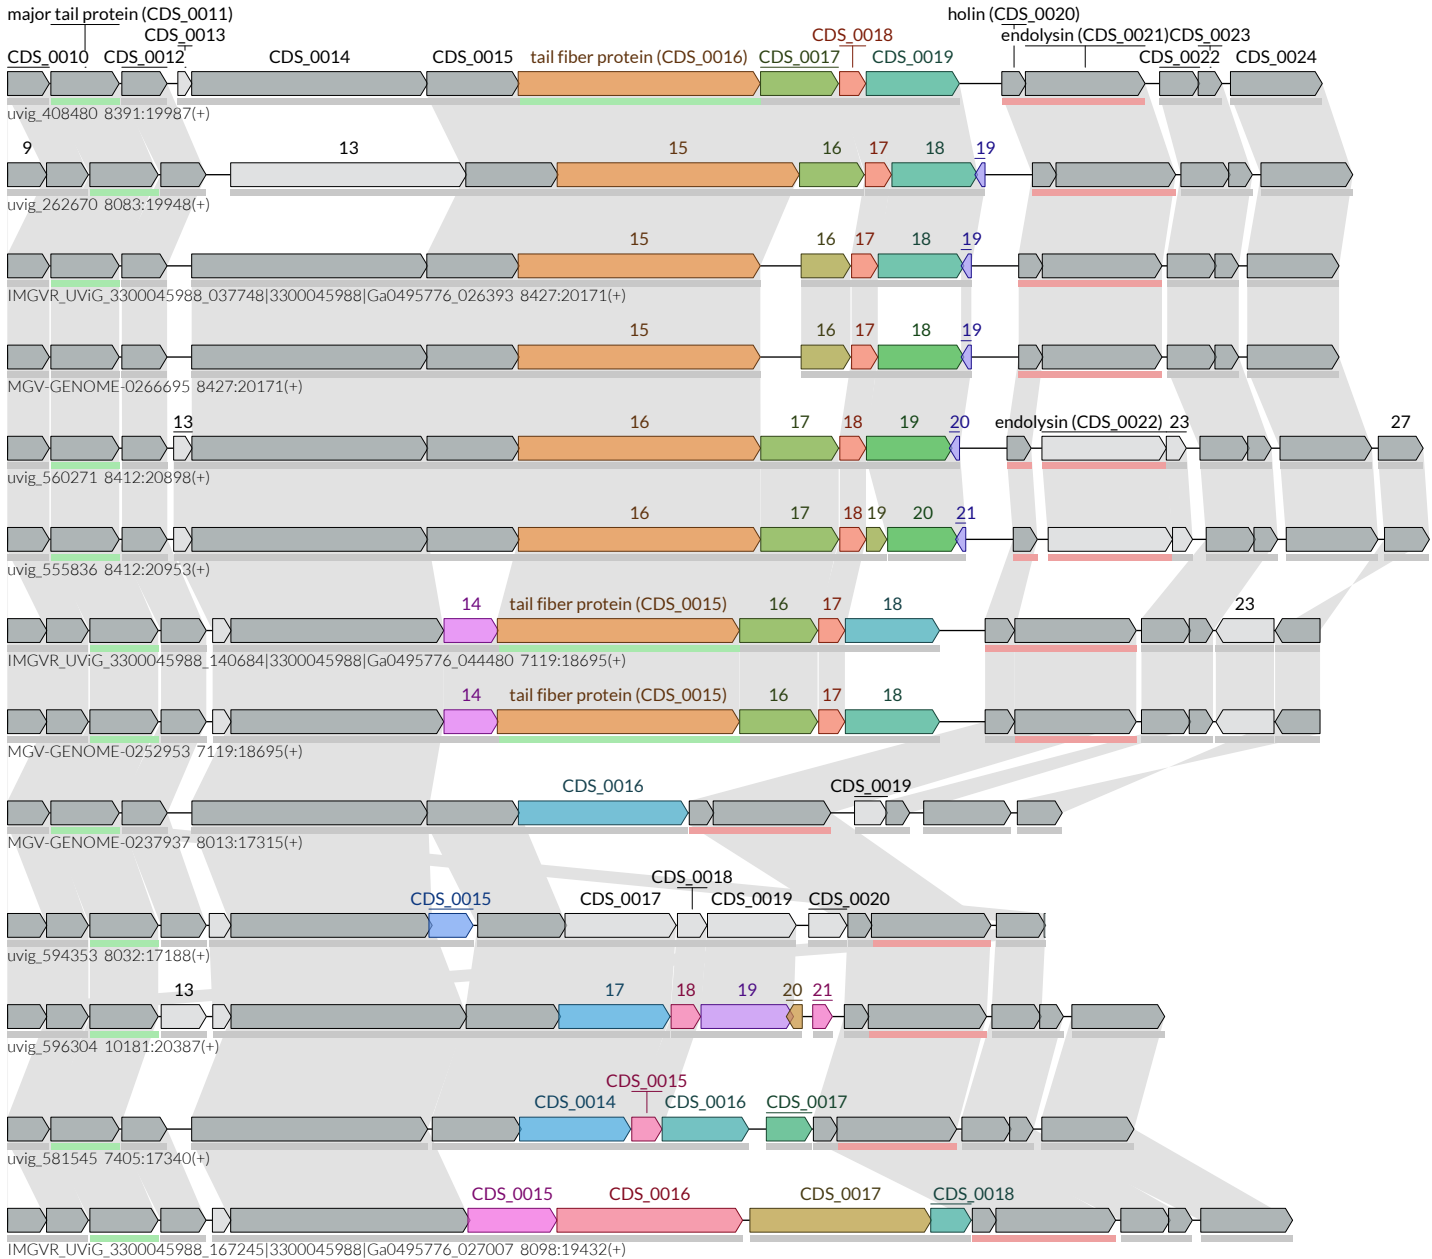 major tail protein (CDS_0011)
holin (CDS_0020)
CDS_0013
CDS_0018
endolysin (CDS_0021)
CDS_0023
CDS_0010
CDS_0012
CDS_0014
CDS_0015
tail fiber protein (CDS_0016)
CDS_0017
CDS_0019
CDS_0022
CDS_0024
uvig_408480 8391:19987(+)
9 13 15 16 17 18 19
uvig_262670 8083:19948(+)
15 16 17 18 19
IMGVR_UViG_3300045988_037748|3300045988|Ga0495776_026393 8427:20171(+)
15 16 17 18 19
MGV-GENOME-0266695 8427:20171(+)
13 16 17 18 19 20 endolysin (CDS_0022) 23 27
uvig_560271 8412:20898(+)
16 17 18 19 20 21
uvig_555836 8412:20953(+)
14 tail fiber protein (CDS_0015) 16 17 18 23
IMGVR_UViG_3300045988_140684|3300045988|Ga0495776_044480 7119:18695(+)
14 tail fiber protein (CDS_0015) 16 17 18
MGV-GENOME-0252953 7119:18695(+)
CDS_0016 CDS_0019
MGV-GENOME-0237937 8013:17315(+)
CDS_0018
CDS_0015 CDS_0017 CDS_0019 CDS_0020
uvig_594353 8032:17188(+)
13 17 18 19 20 21
uvig_596304 10181:20387(+)
CDS_0015
CDS_0014 CDS_0016 CDS_0017
uvig_581545 7405:17340(+)
CDS_0015 CDS_0016 CDS_0017 CDS_0018
IMGVR_UViG_3300045988_167245|3300045988|Ga0495776_027007 8098:19432(+)